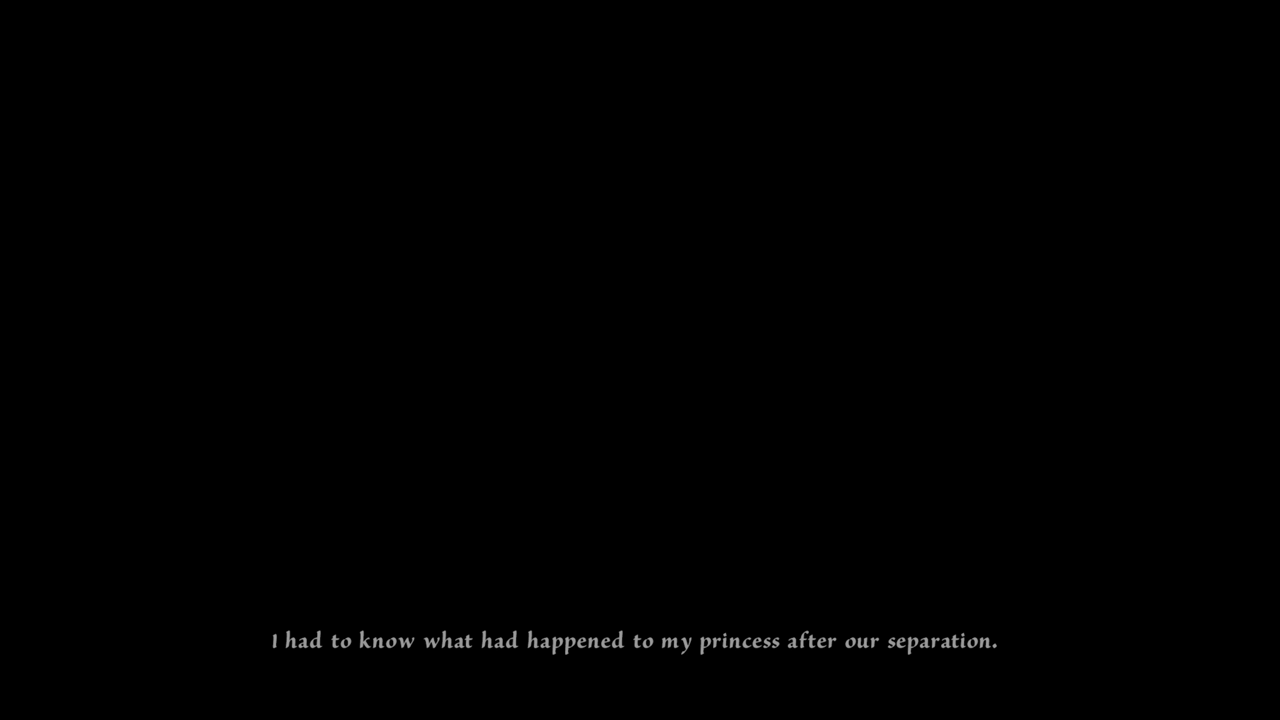 I had to know what had happened to my princess after our separation.